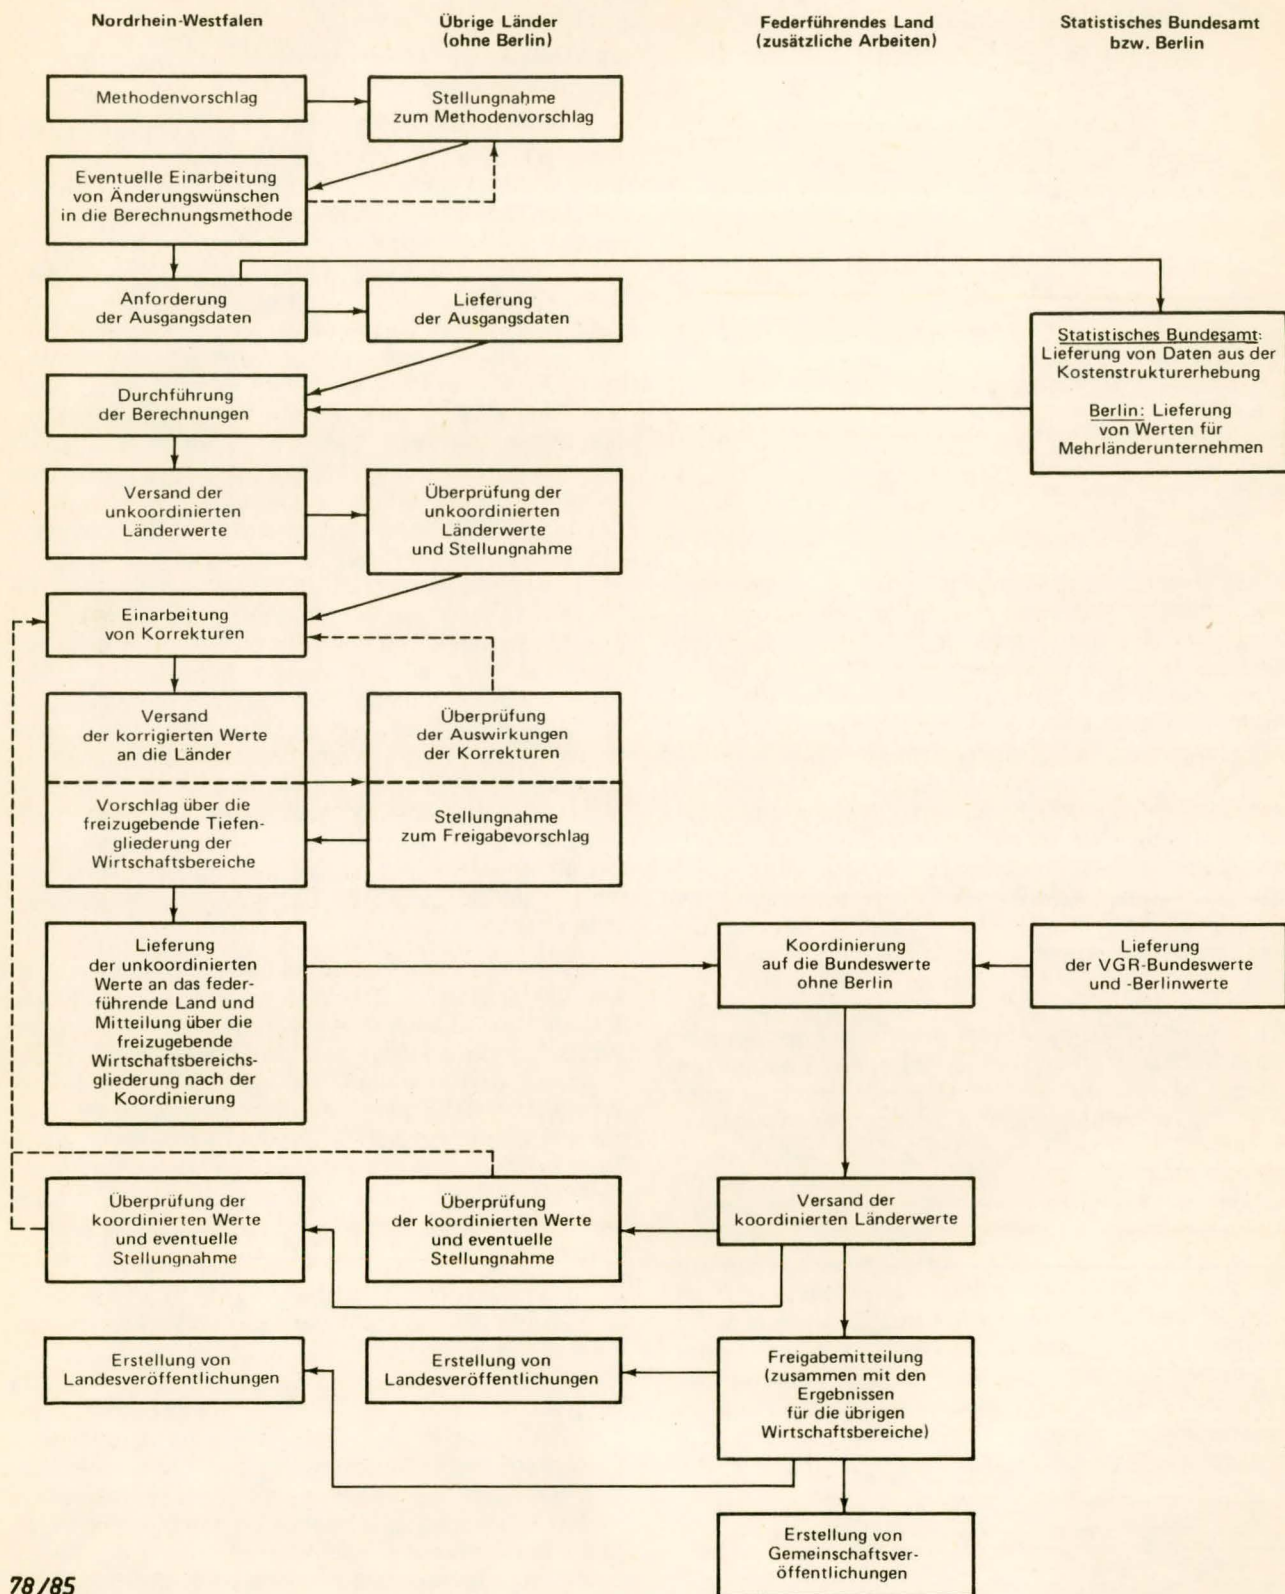 Nordrhein-Westfalen
Übrige Länder
(ohne Berlin)
Federführendes Land
(zusätzliche Arbeiten)
Statistisches Bundesamt
bzw. Berlin
Methodenvorschlag
Stellungnahme
zum Methodenvorschlag
Eventuelle Einarbeitung
von Änderungswünschen
in die Berechnungsmethode
Anforderung
der Ausgangsdaten
Lieferung
der Ausgangsdaten
Statistisches Bundesamt:
Lieferung von Daten aus der
Kostenstrukturerhebung
Berlin: Lieferung
von Werten für
Mehrländerunternehmen
Durchführung
der Berechnungen
Versand der
unkoordinierten
Länderwerte
Überprüfung der
unkoordinierten
Länderwerte
und Stellungnahme
Einarbeitung
von Korrekturen
Versand
der korrigierten Werte
an die Länder
Überprüfung
der Auswirkungen
der Korrekturen
Vorschlag über die
freizugebende Tiefen-
gliederung der
Wirtschaftsbereiche
Stellungnahme
zum Freigabevorschlag
Lieferung
der unkoordinierten
Werte an das feder-
führende Land und
Mitteilung über die
freizugebende
Wirtschaftsbereichs-
gliederung nach der
Koordinierung
Koordinierung
auf die Bundeswerte
ohne Berlin
Lieferung
der VGR-Bundeswerte
und -Berlinwerte
Überprüfung der
koordinierten Werte
und eventuelle
Stellungnahme
Überprüfung
der koordinierten Werte
und eventuelle
Stellungnahme
Versand der
koordinierten Länderwerte
Erstellung von
Landesveröffentlichungen
Erstellung von
Landesveröffentlichungen
Freigabemitteilung
(zusammen mit den
Ergebnissen
für die übrigen
Wirtschaftsbereiche)
Erstellung von
Gemeinschaftsver-
öffentlichungen
78/85